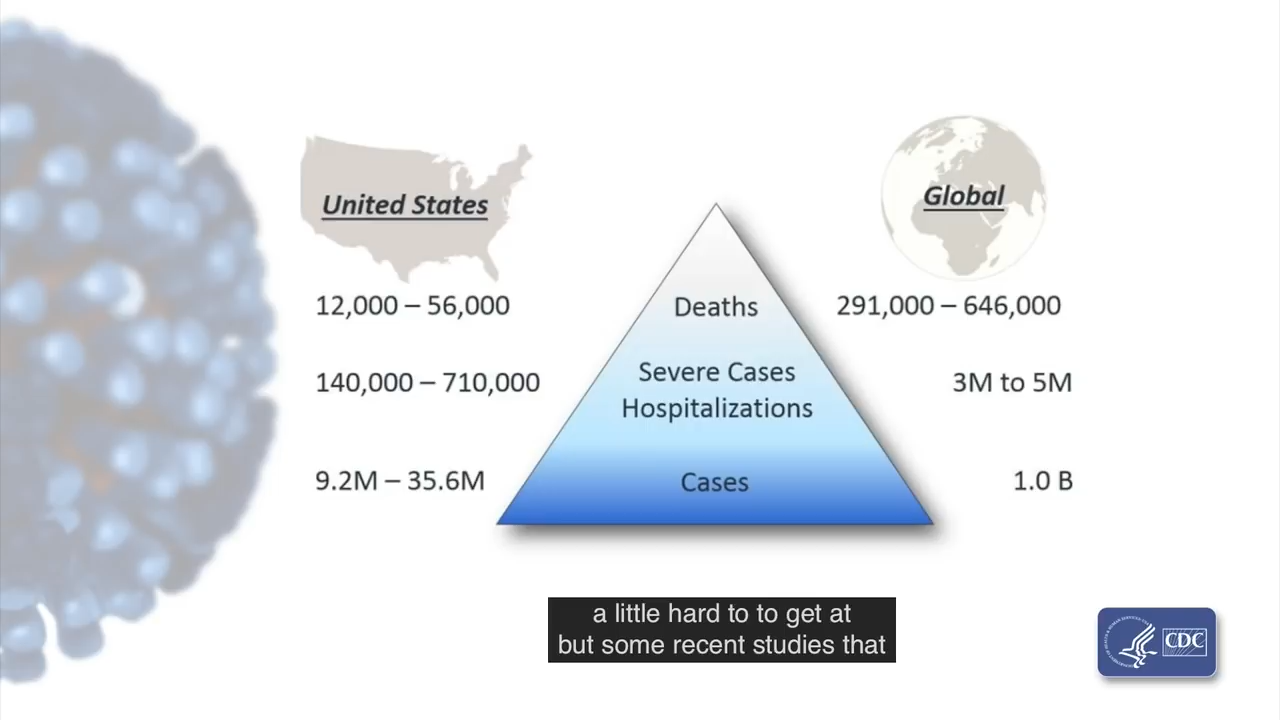 United States
Global
12,000 – 56,000
Deaths
291,000 – 646,000
140,000 – 710,000
Severe Cases
Hospitalizations
3M to 5M
9.2M – 35.6M
Cases
1.0 B
a little hard to to get at
but some recent studies that
CDC